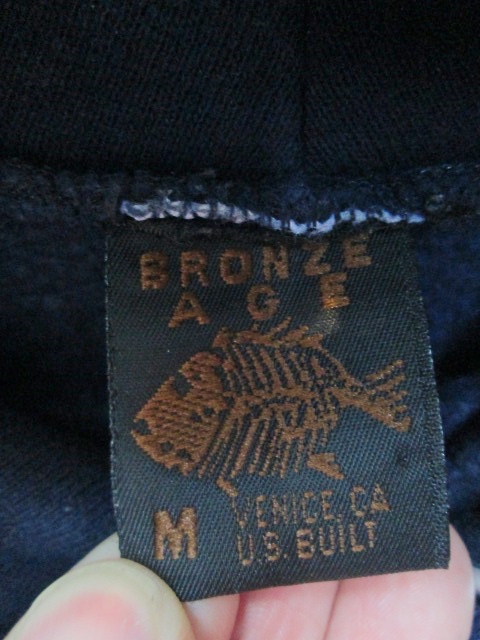 BRONZE
AGE
M
VENICE, CA
U.S. BUILT